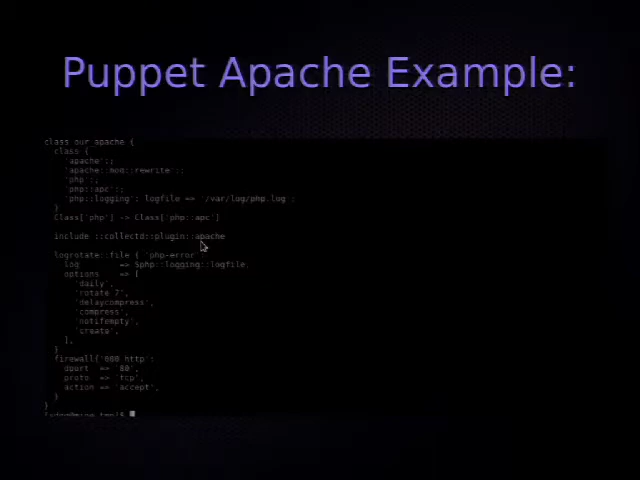 Puppet Apache Example:
class our_apache {
class {
'apache':;
'apache::mod::rewrite':;
'php':;
'php::apc':;
'php::logging': logfile => '/var/log/php.log';
}
Class['php'] -> Class['php::apc']
include ::collectd::plugin::apache
logrotate::file { 'php-error':
log => $php::logging::logfile,
options => [
'daily',
'rotate 7',
'delaycompress',
'compress',
'notifempty',
'create',
],
}
firewall{'080 http':
dport => '80',
proto => 'tcp',
action => 'accept',
}
}